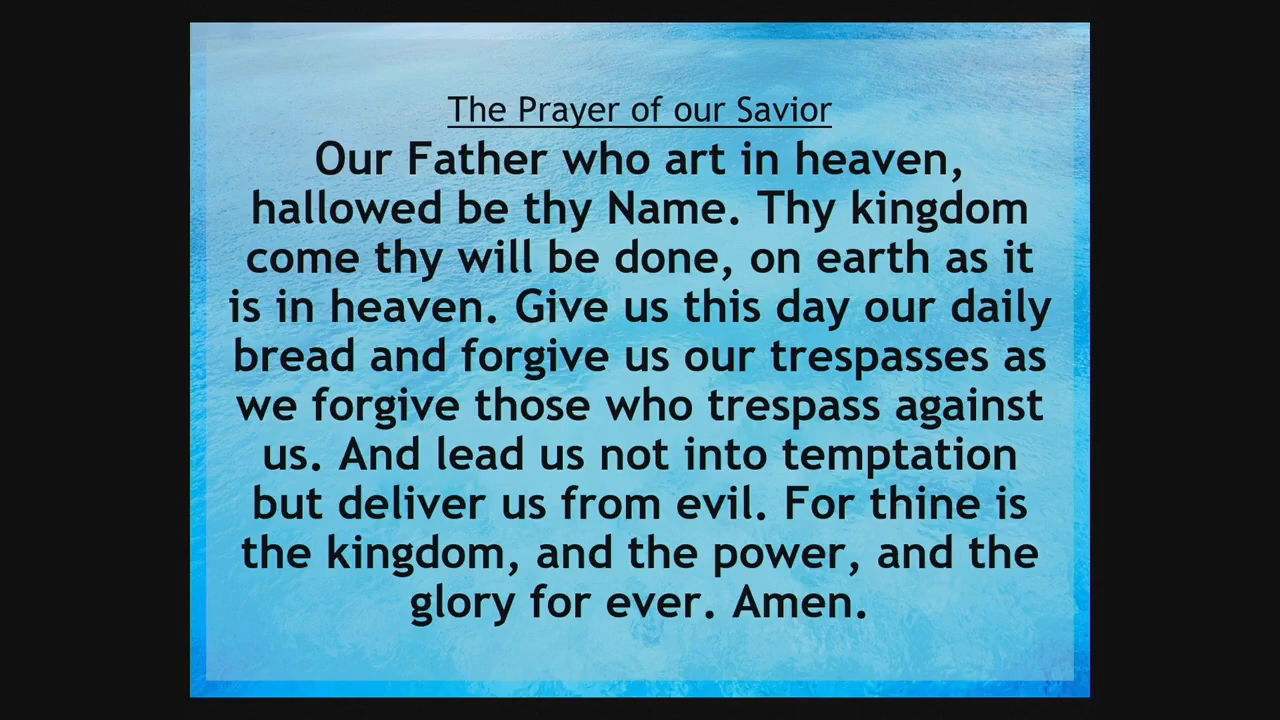 The Prayer of our Savior
Our Father who art in heaven,
hallowed be thy Name. Thy kingdom
come thy will be done, on earth as it
is in heaven. Give us this day our daily
bread and forgive us our trespasses as
we forgive those who trespass against
us. And lead us not into temptation
but deliver us from evil. For thine is
the kingdom, and the power, and the
glory for ever. Amen.